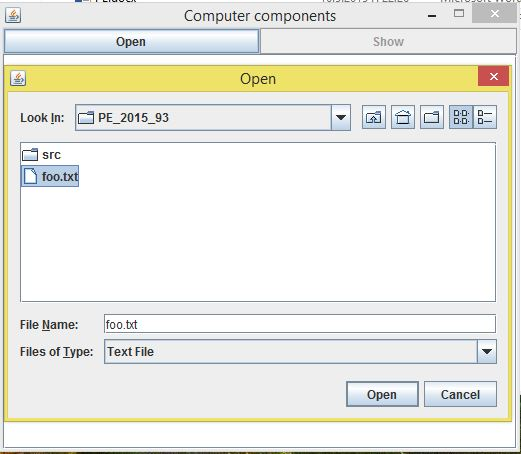 Computer components
Open Show
Open
Look In: PE_2015_93
src
foo.txt
File Name: foo.txt
Files of Type: Text File
Open Cancel